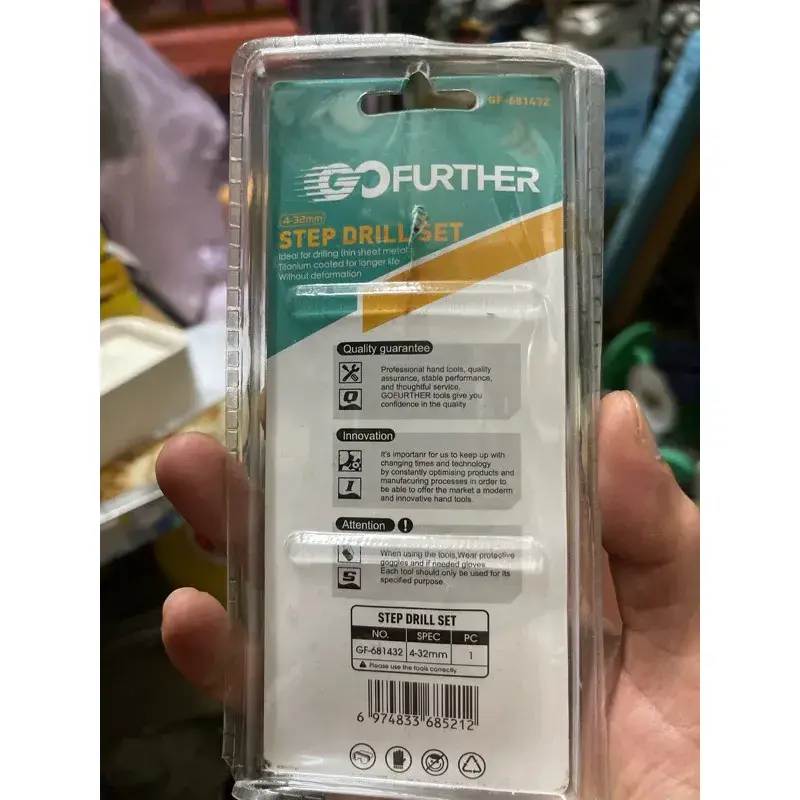 GF-681432
GOFURTHER
4-32mm
STEP DRILL SET
Ideal for drilling thin sheet metals
Titanium coated for longer life
Without deformation
Quality guarantee
Professional hand tools, quality
assurance, stable performance,
and thoughtful service,
GOFURTHER tools give you
confidence in the quality
Q
Innovation
It's importanr for us to keep up with
changing times and technology
by constantly optimising products and
manufacuring processes in order to
be able to offer the market a modern
and innovative hand tools.
I
Attention !
When using the tools,Wear protective
goggles and if needed gloves
Each tool should only be used for its
specified purpose.
S
STEP DRILL SET
NO. SPEC PC
GF-681432 4-32mm 1
Please use the tools correctly
6 974833 685212